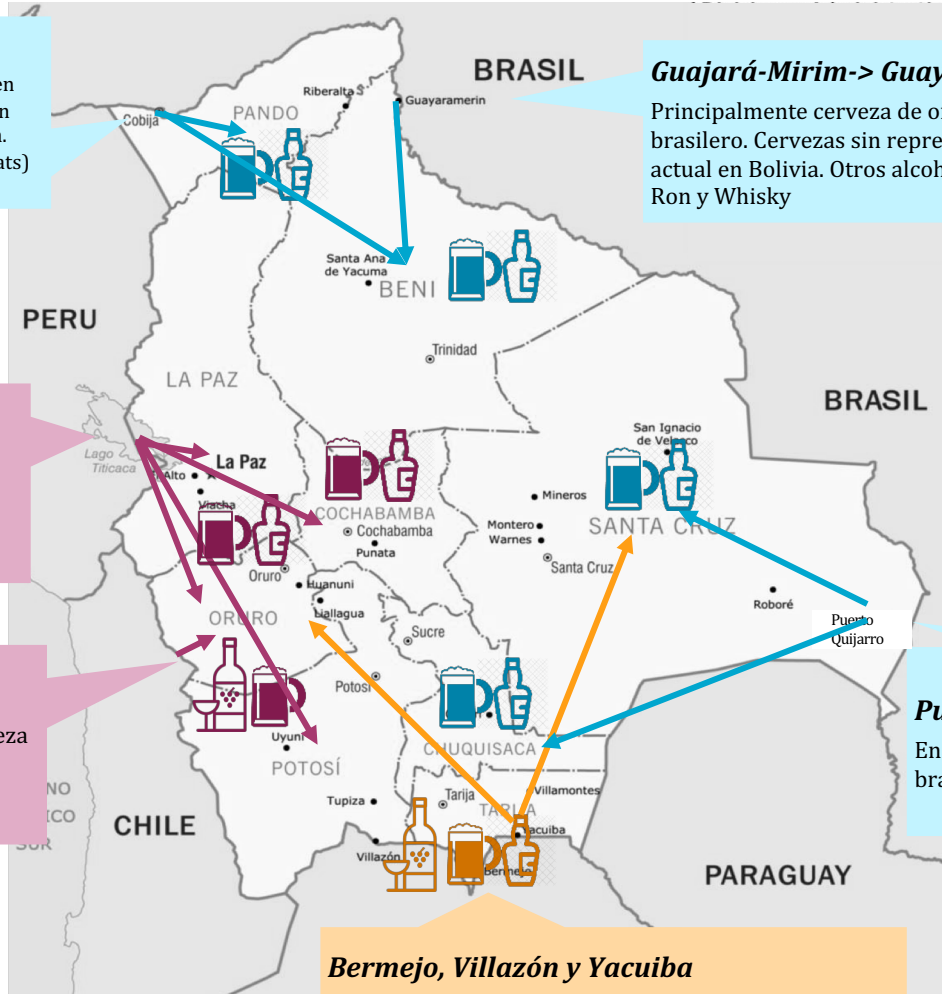 BRASIL
Guajará-Mirim-> Guay
Principalmente cerveza de
brasilero. Cervezas sin repre
actual en Bolivia. Otros alcoh
Ron y Whisky
en
n
ats)
Riberalta
Guayaramerin
PANDO
Cobija
Santa Ana
de Yacuma
BENI
PERU
Trinidad
LA PAZ
BRASIL
San Ignacio
de Velasco
Lago
Titicaca
La Paz
Alto
Viacha
Mineros
COCHABAMBA
Cochabamba
Montero
SANTA CRUZ
Warnes
Punata
Santa Cruz
Oruro
Huanuni
Llallagua
Roboré
ORURO
Puerto
Quijarro
Sucre
Potosí
Pu
En
bra
eza
Uyuni
CHUQUISACA
POTOSÍ
Villamontes
Tarija
TARIJA
Tupiza
NO
ICO
SUR
CHILE
Yacuiba
Villazón
Bermejo
PARAGUAY
Bermejo, Villazón y Yacuiba